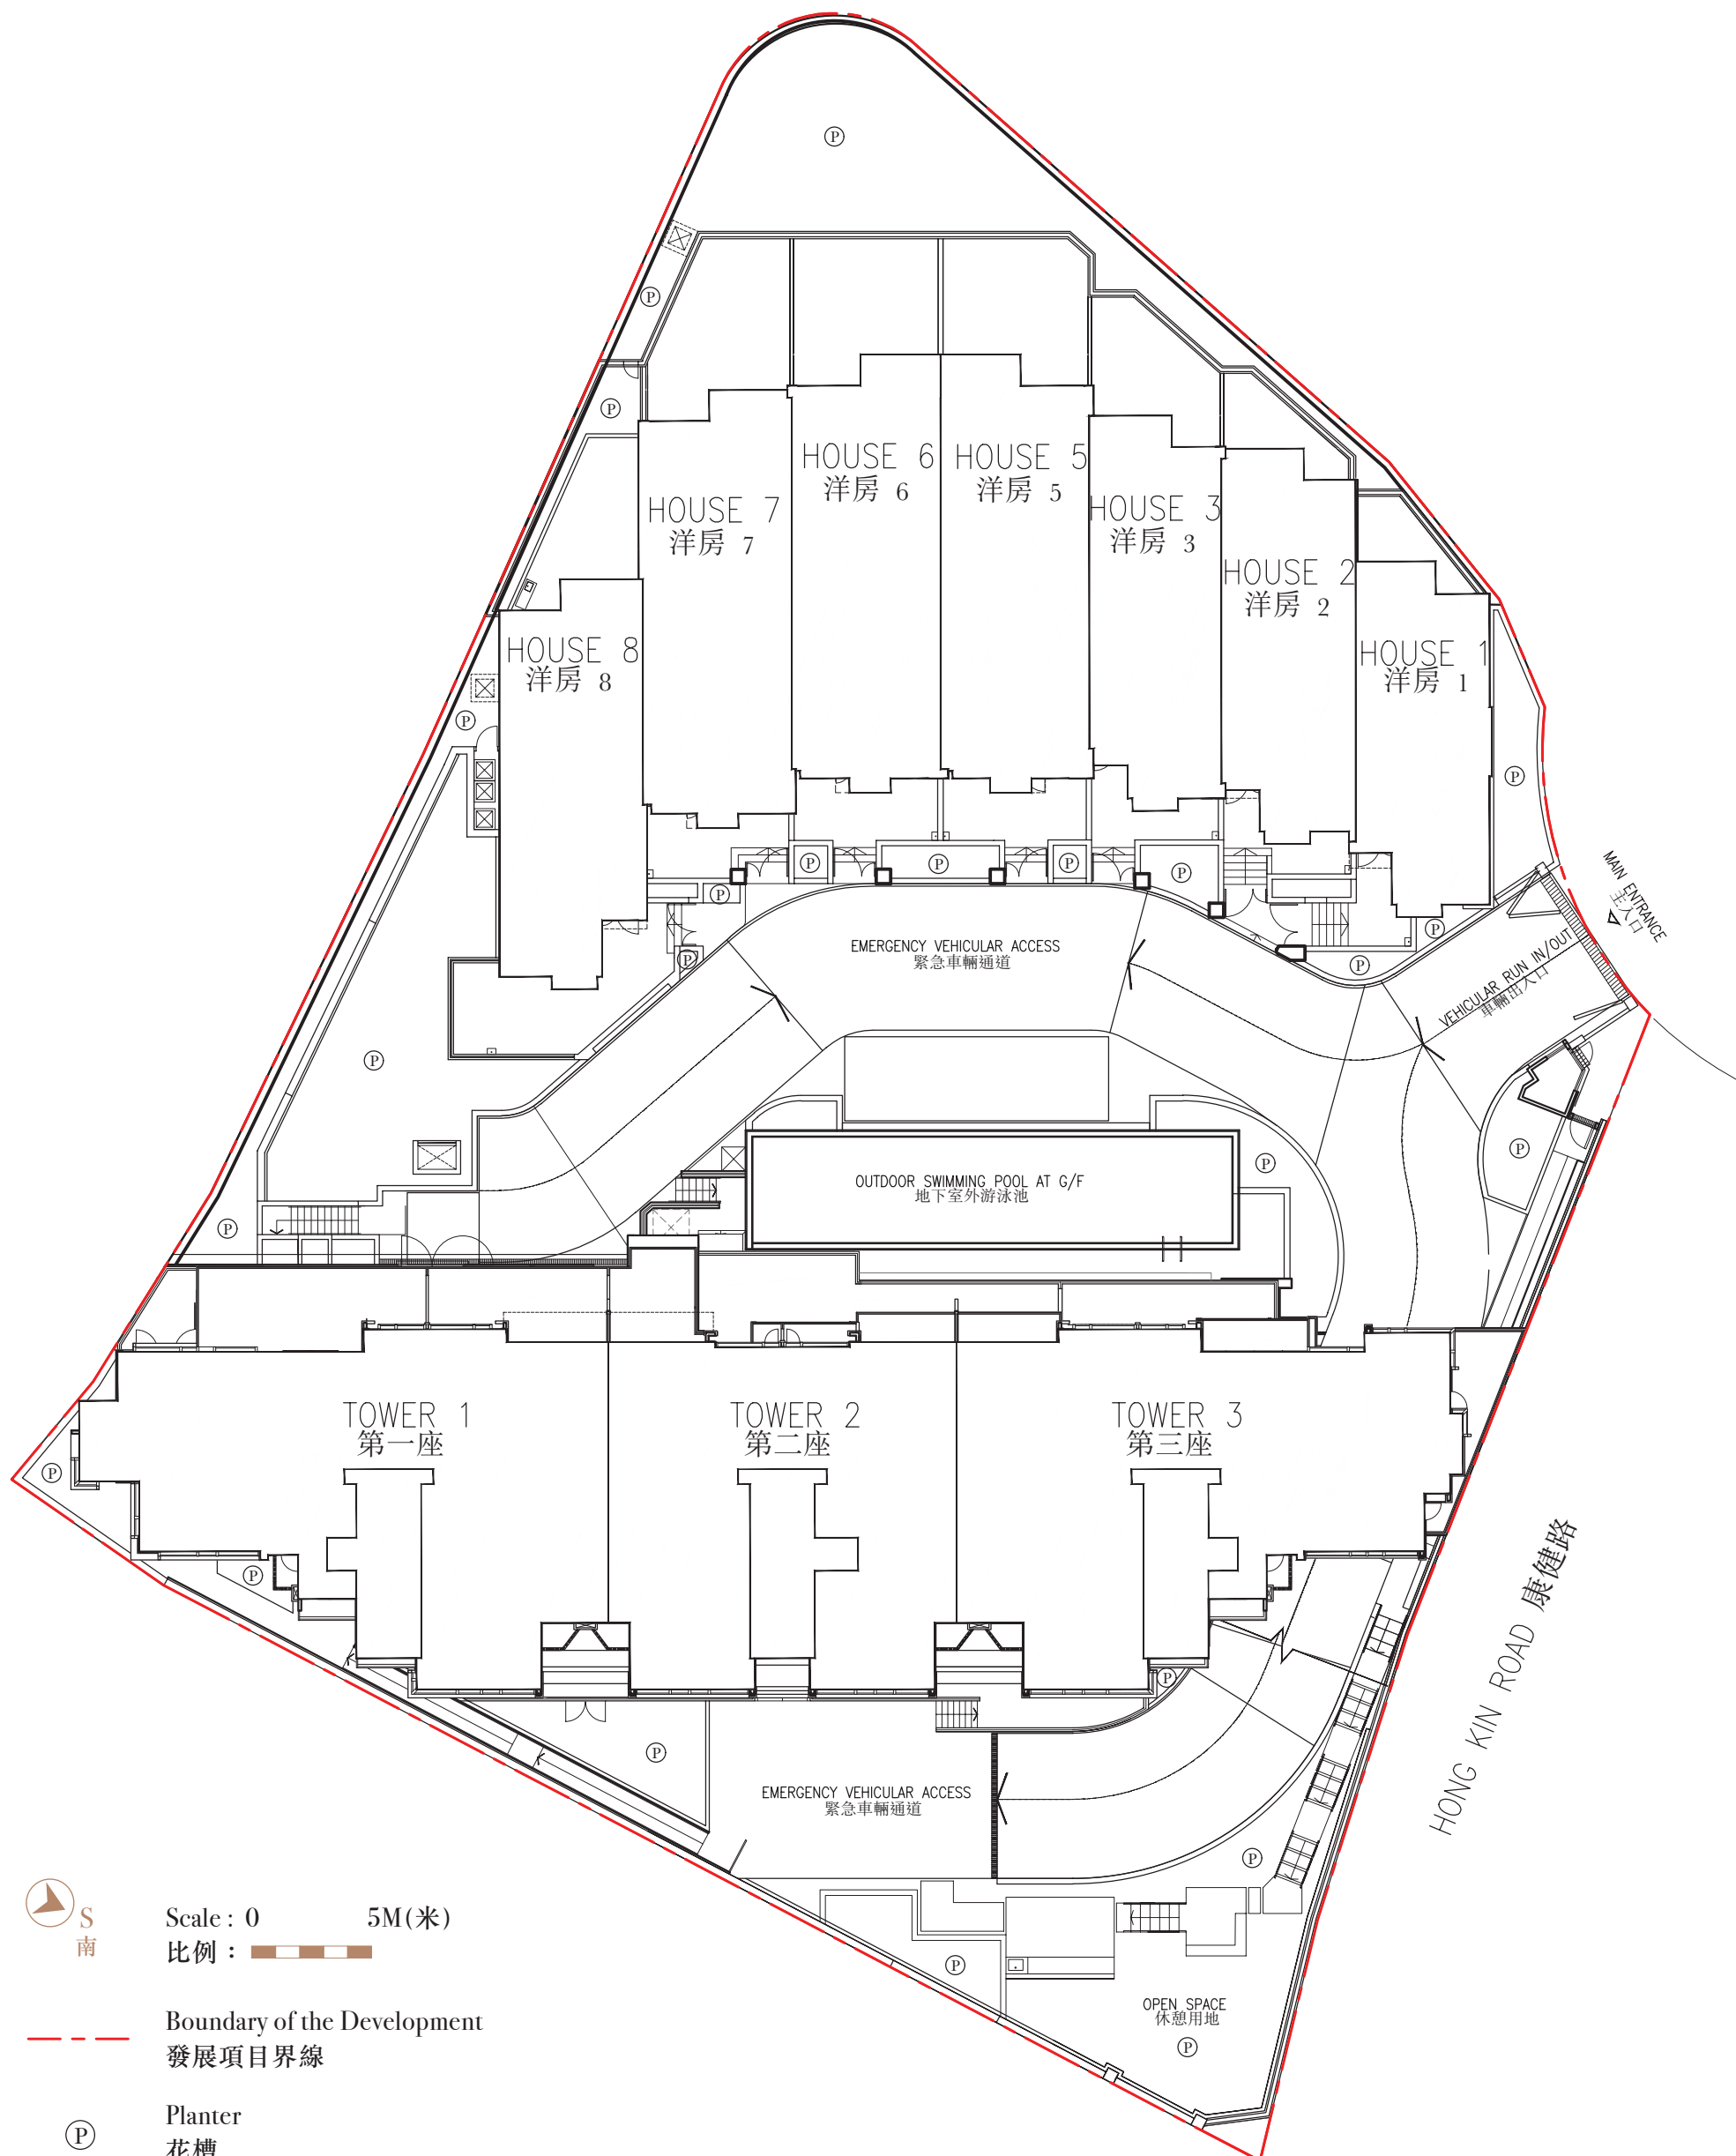 P
P
P
HOUSE 6
洋房 6
HOUSE 5
洋房 5
HOUSE 7
洋房 7
HOUSE 3
洋房 3
HOUSE 2
洋房 2
HOUSE 8
洋房 8
HOUSE 1
洋房 1
P
P
P
P
P
P
P
P
P
P
MAIN ENTRANCE
主入口
EMERGENCY VEHICULAR ACCESS
緊急車輛通道
VEHICULAR RUN IN/OUT
車輛出入口
P
P
P
P
OUTDOOR SWIMMING POOL AT G/F
地下室外游泳池
P
TOWER 1
第一座
TOWER 2
第二座
TOWER 3
第三座
P
P
HONG KIN ROAD 康健路
P
P
EMERGENCY VEHICULAR ACCESS
緊急車輛通道
P
P
OPEN SPACE
休憩用地
P
S
南
Scale : 0 5M(米)
比例：
Boundary of the Development
發展項目界線
P
Planter
花槽